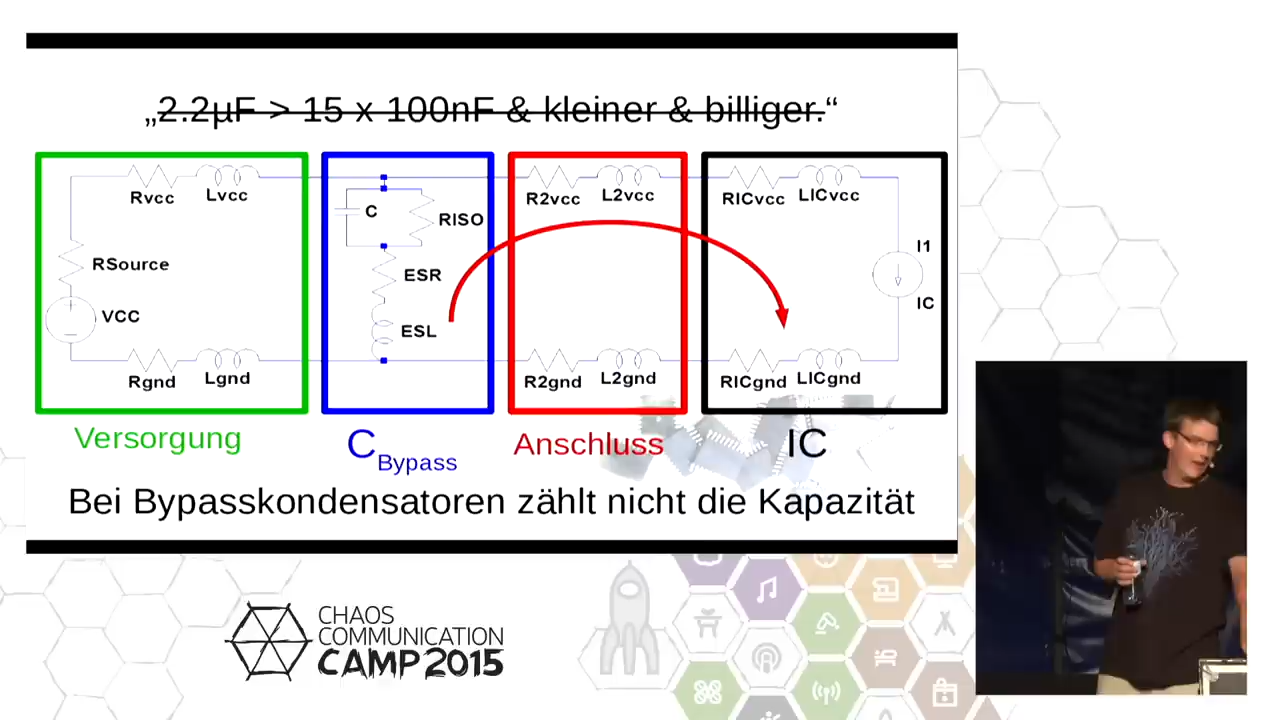 „2.2µF > 15 x 100nF & kleiner & billiger.“
Rvcc Lvcc
RSource
VCC
Rgnd Lgnd
C
RISO
ESR
ESL
R2vcc L2vcc
R2gnd L2gnd
RICvcc LICvcc
I1
IC
RICgnd LICgnd
Versorgung
CBypass
Anschluss
IC
Bei Bypasskondensatoren zählt nicht die Kapazität
CHAOS
COMMUNICATION
CAMP 2015